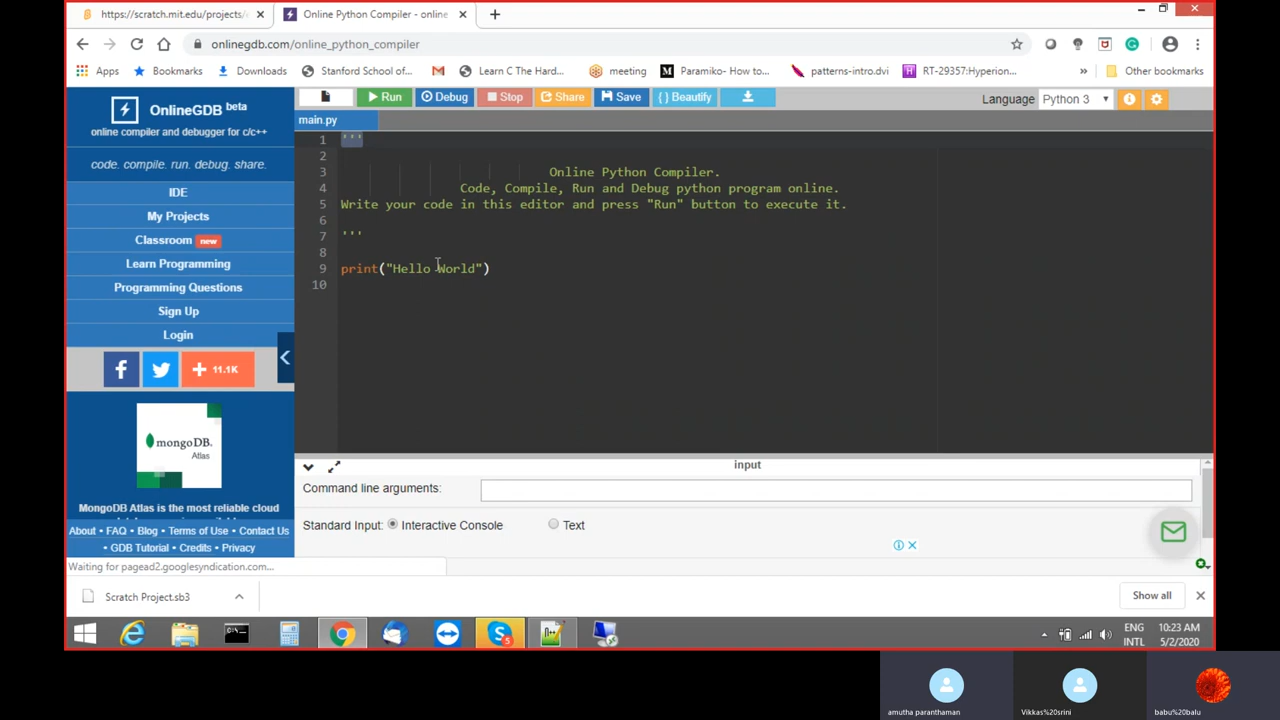 https://scratch.mit.edu/projects/
Online Python Compiler - online
onlinegdb.com/online_python_compiler
Apps
Bookmarks
Downloads
Stanford School of...
Learn C The Hard...
meeting
Paramiko- How to...
patterns-intro.dvi
RT-29357:Hyperion...
»
Other bookmarks
OnlineGDB beta
online compiler and debugger for c/c++
code. compile. run. debug. share.
IDE
My Projects
Classroom new
Learn Programming
Programming Questions
Sign Up
Login
f
+ 11.1K
mongoDB.
Atlas
MongoDB Atlas is the most reliable cloud
About • FAQ • Blog • Terms of Use • Contact Us
• GDB Tutorial • Credits • Privacy
Run
Debug
Stop
Share
Save
{ } Beautify
Language
Python 3
main.py
1 '''
2
3 Online Python Compiler.
4 Code, Compile, Run and Debug python program online.
5 Write your code in this editor and press "Run" button to execute it.
6
7 '''
8
9 print("Hello World")
10
input
Command line arguments:
Standard Input: Interactive Console Text
Waiting for pagead2.googlesyndication.com...
Scratch Project.sb3
Show all
5
ENG
INTL
10:23 AM
5/2/2020
amutha paranthaman
Vikkas%20srini
babu%20balu